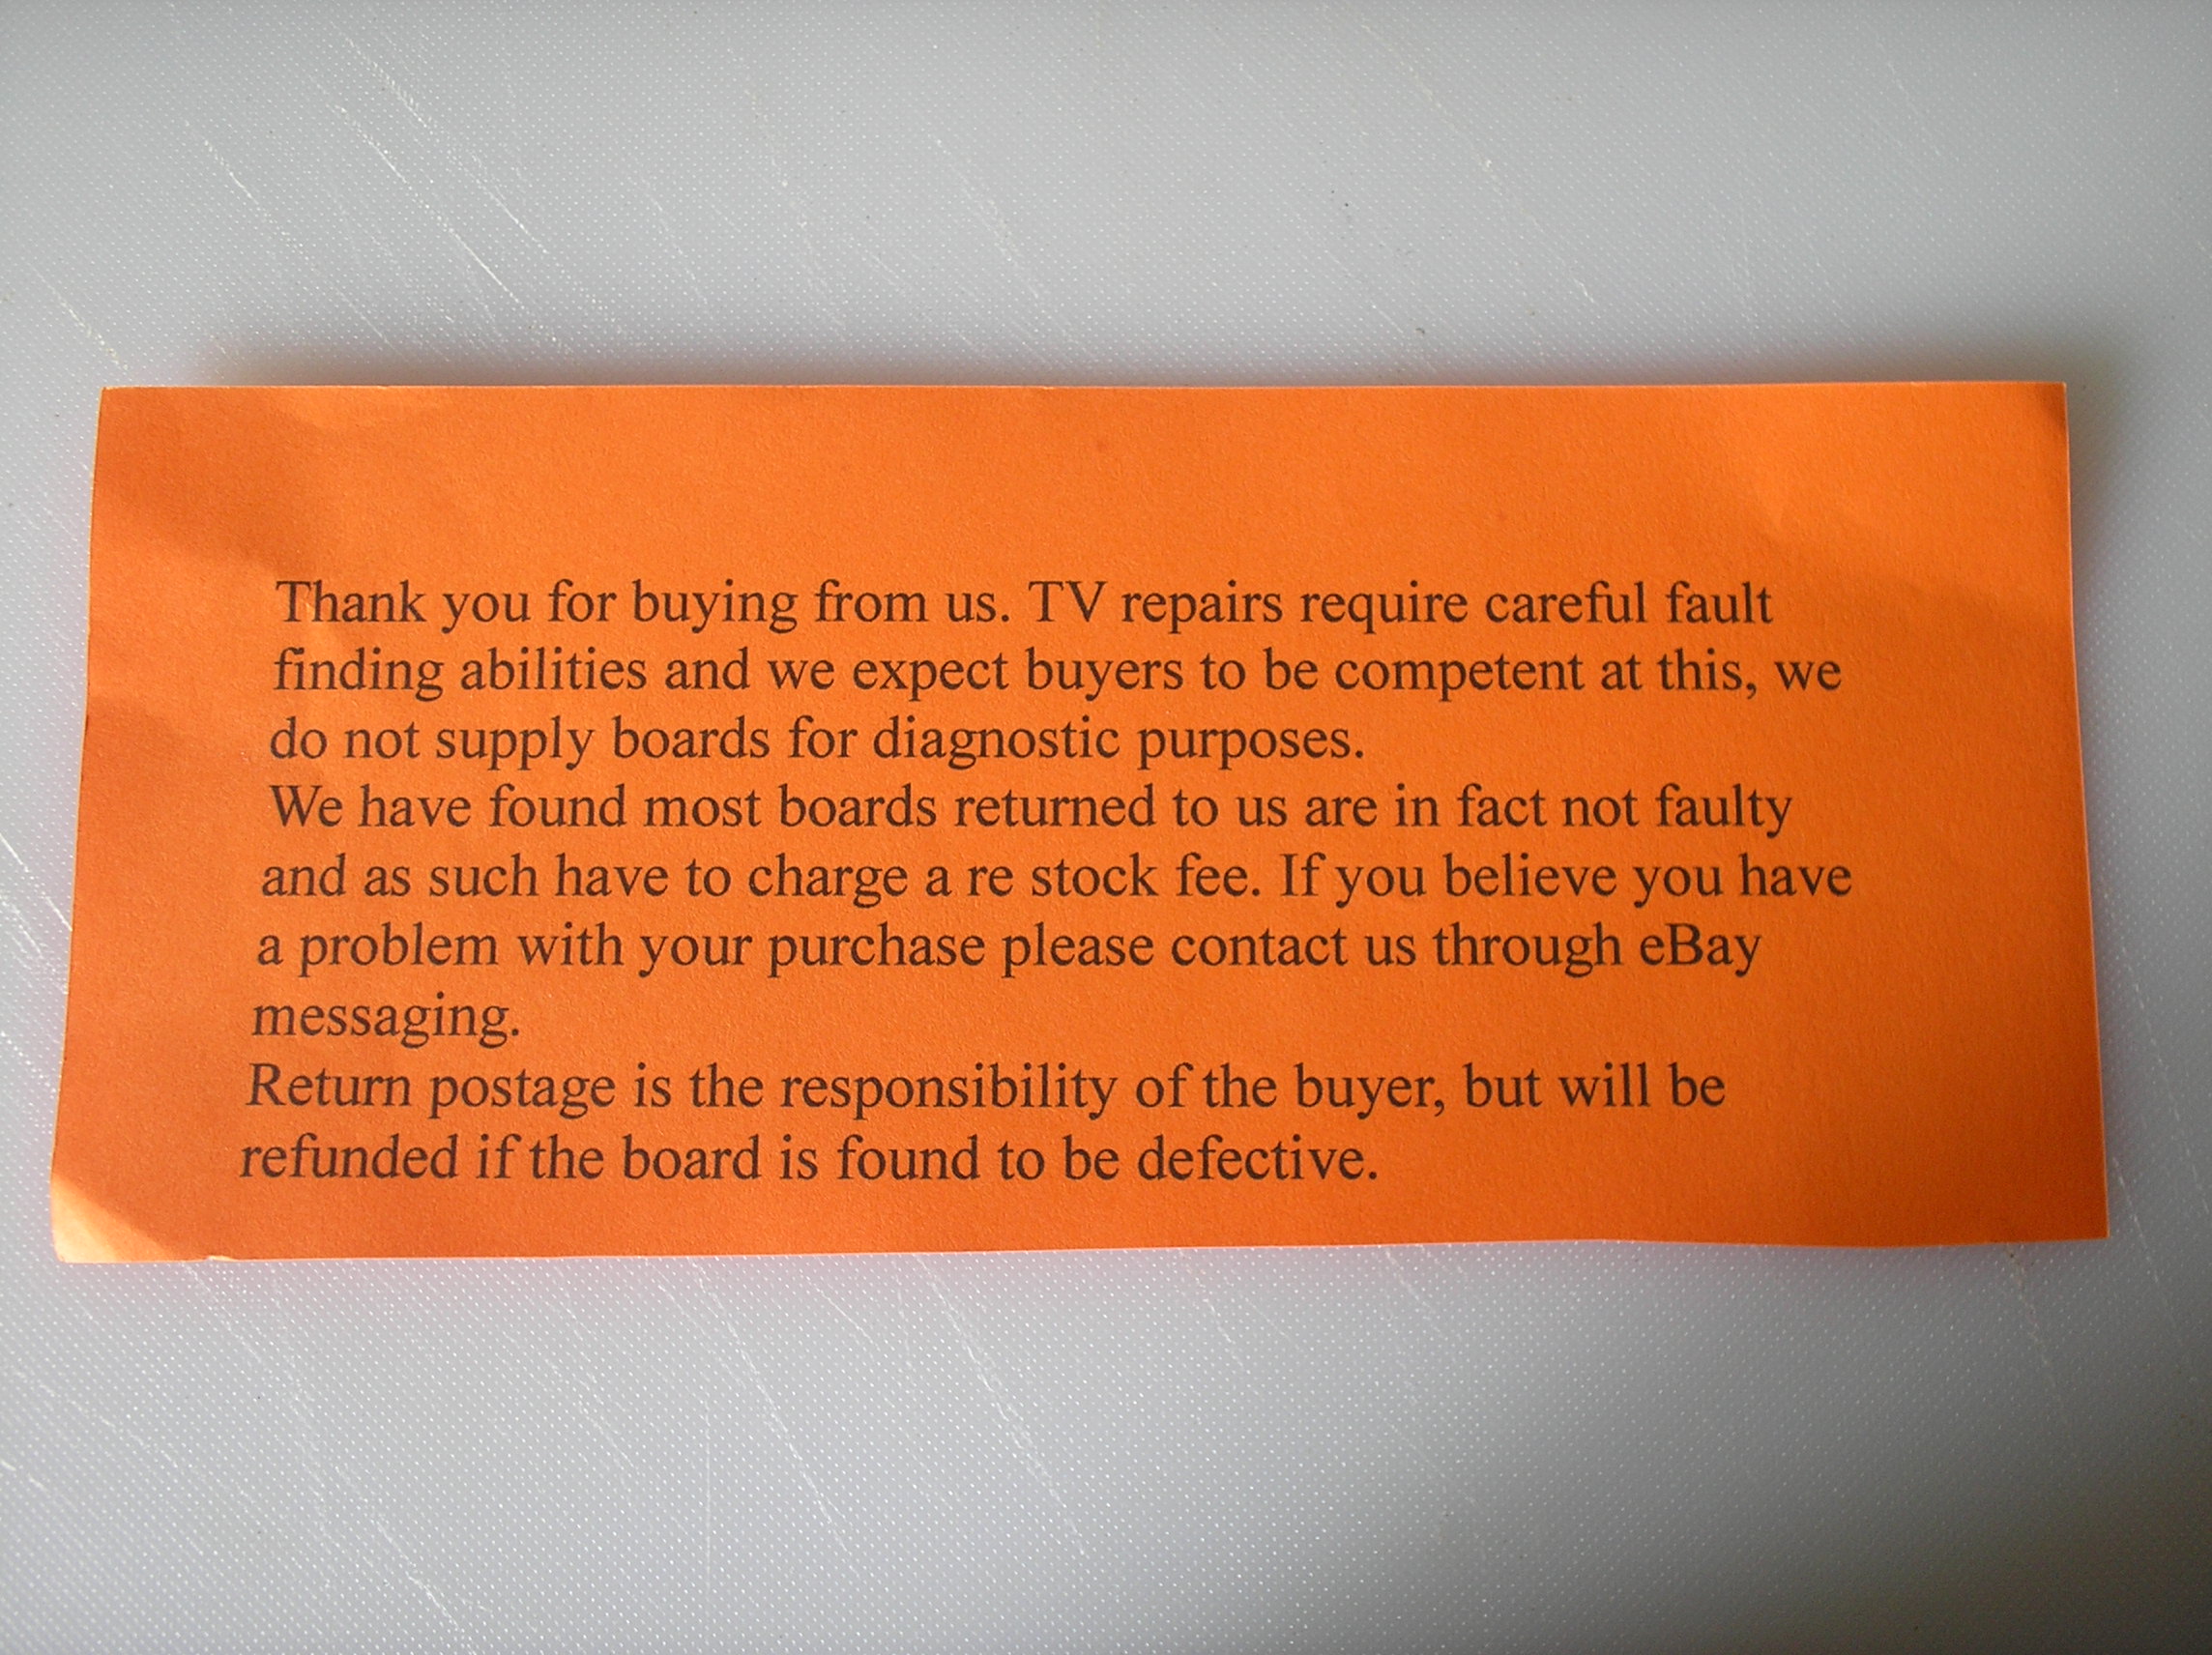 Thank you for buying from us. TV repairs require careful fault
finding abilities and we expect buyers to be competent at this, we
do not supply boards for diagnostic purposes.
We have found most boards returned to us are in fact not faulty
and as such have to charge a re stock fee. If you believe you have
a problem with your purchase please contact us through eBay
messaging.
Return postage is the responsibility of the buyer, but will be
refunded if the board is found to be defective.